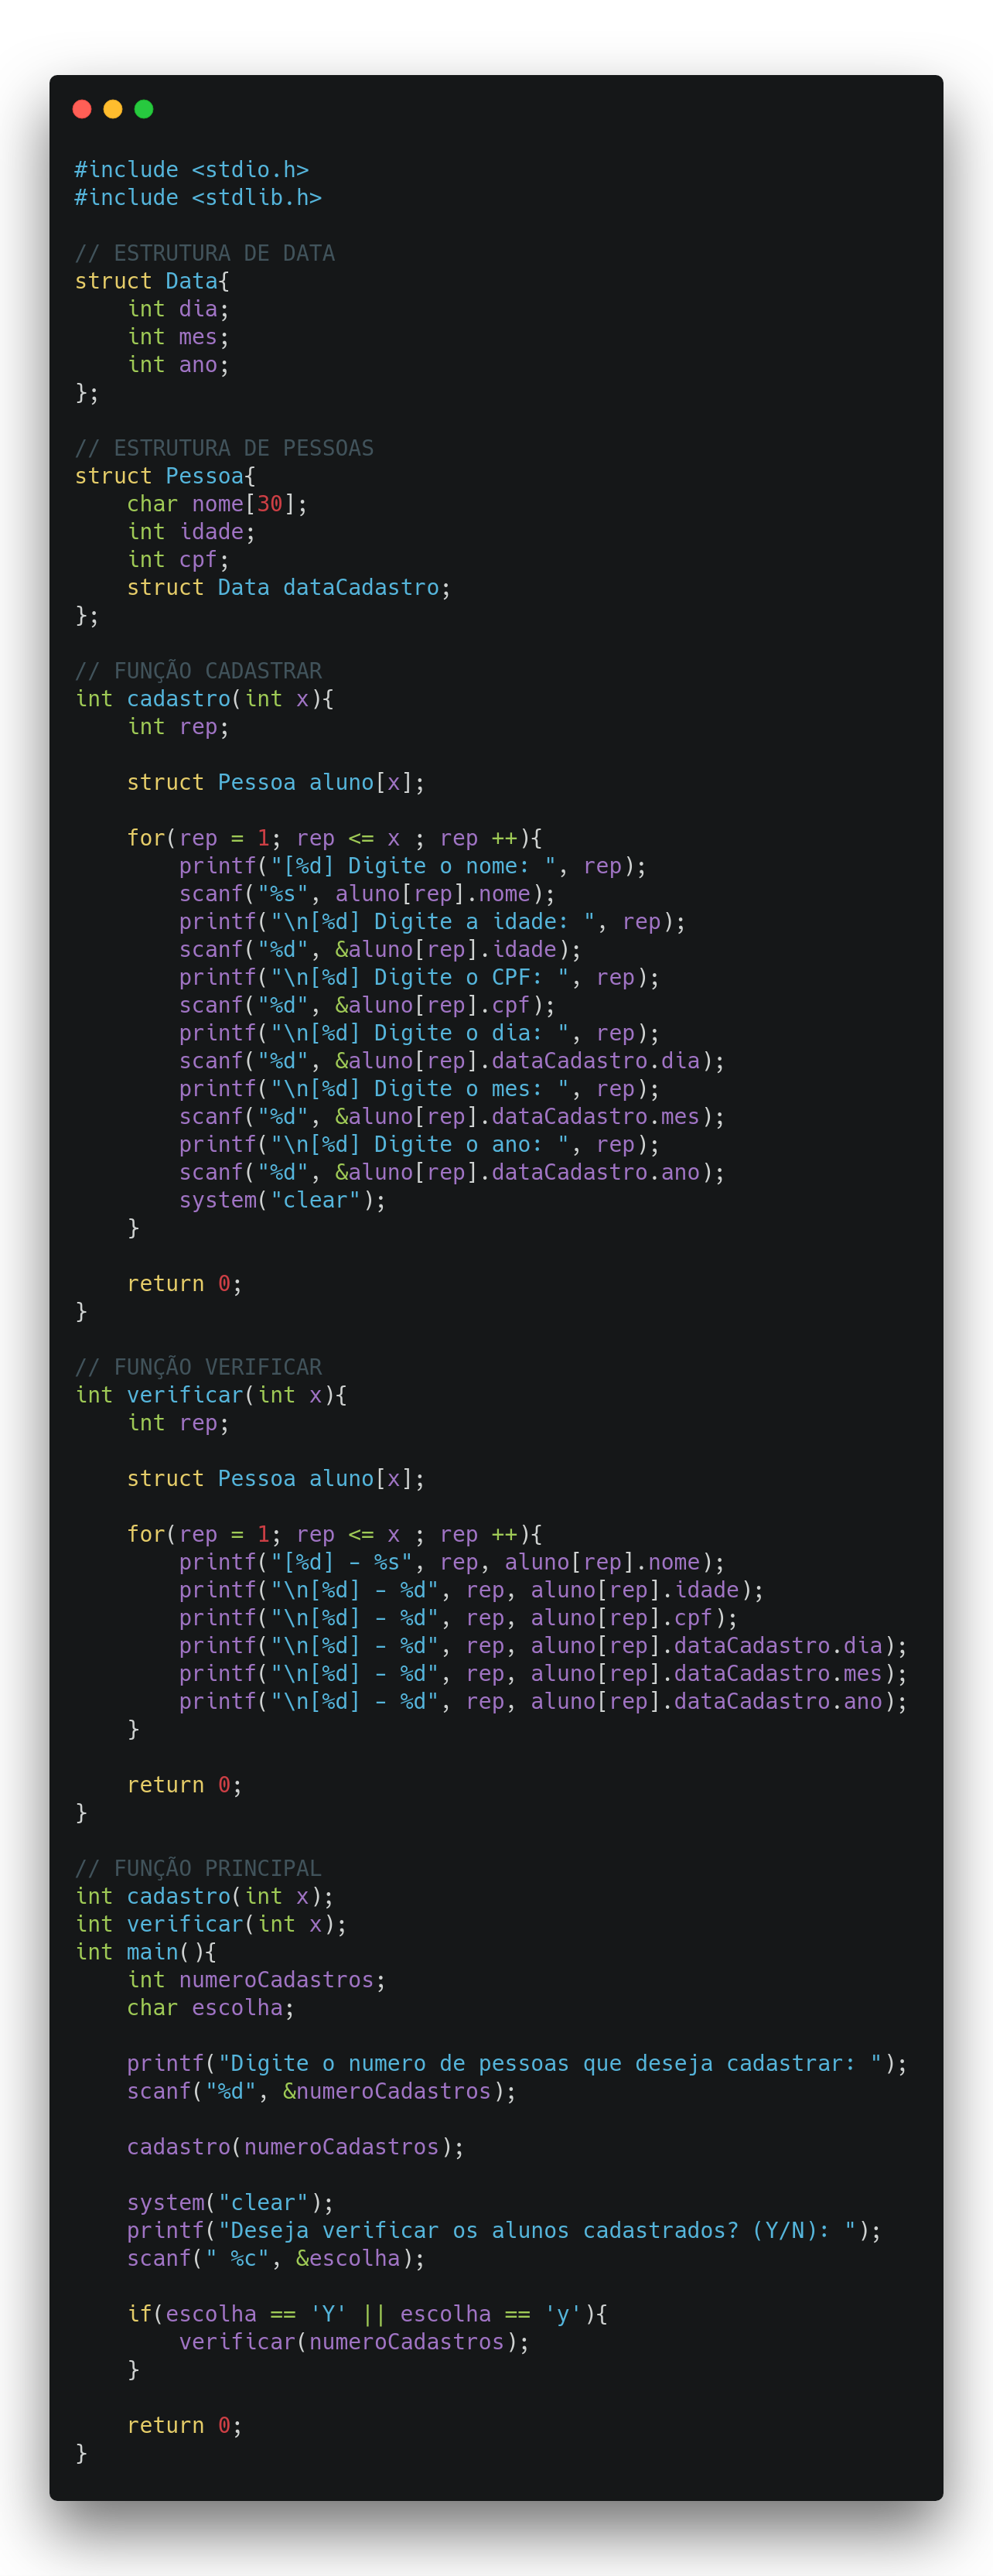 #include <stdio.h>
#include <stdlib.h>

// ESTRUTURA DE DATA
struct Data{
    int dia;
    int mes;
    int ano;
};

// ESTRUTURA DE PESSOAS
struct Pessoa{
    char nome[30];
    int idade;
    int cpf;
    struct Data dataCadastro;
};

// FUNÇÃO CADASTRAR
int cadastro(int x){
    int rep;

    struct Pessoa aluno[x];

    for(rep = 1; rep <= x ; rep ++){
        printf("[%d] Digite o nome: ", rep);
        scanf("%s", aluno[rep].nome);
        printf("\n[%d] Digite a idade: ", rep);
        scanf("%d", &aluno[rep].idade);
        printf("\n[%d] Digite o CPF: ", rep);
        scanf("%d", &aluno[rep].cpf);
        printf("\n[%d] Digite o dia: ", rep);
        scanf("%d", &aluno[rep].dataCadastro.dia);
        printf("\n[%d] Digite o mes: ", rep);
        scanf("%d", &aluno[rep].dataCadastro.mes);
        printf("\n[%d] Digite o ano: ", rep);
        scanf("%d", &aluno[rep].dataCadastro.ano);
        system("clear");
    }

    return 0;
}

// FUNÇÃO VERIFICAR
int verificar(int x){
    int rep;

    struct Pessoa aluno[x];

    for(rep = 1; rep <= x ; rep ++){
        printf("[%d] - %s", rep, aluno[rep].nome);
        printf("\n[%d] - %d", rep, aluno[rep].idade);
        printf("\n[%d] - %d", rep, aluno[rep].cpf);
        printf("\n[%d] - %d", rep, aluno[rep].dataCadastro.dia);
        printf("\n[%d] - %d", rep, aluno[rep].dataCadastro.mes);
        printf("\n[%d] - %d", rep, aluno[rep].dataCadastro.ano);
    }

    return 0;
}

// FUNÇÃO PRINCIPAL
int cadastro(int x);
int verificar(int x);
int main(){
    int numeroCadastros;
    char escolha;

    printf("Digite o numero de pessoas que deseja cadastrar: ");
    scanf("%d", &numeroCadastros);

    cadastro(numeroCadastros);

    system("clear");
    printf("Deseja verificar os alunos cadastrados? (Y/N): ");
    scanf(" %c", &escolha);

    if(escolha == 'Y' || escolha == 'y'){
        verificar(numeroCadastros);
    }

    return 0;
}